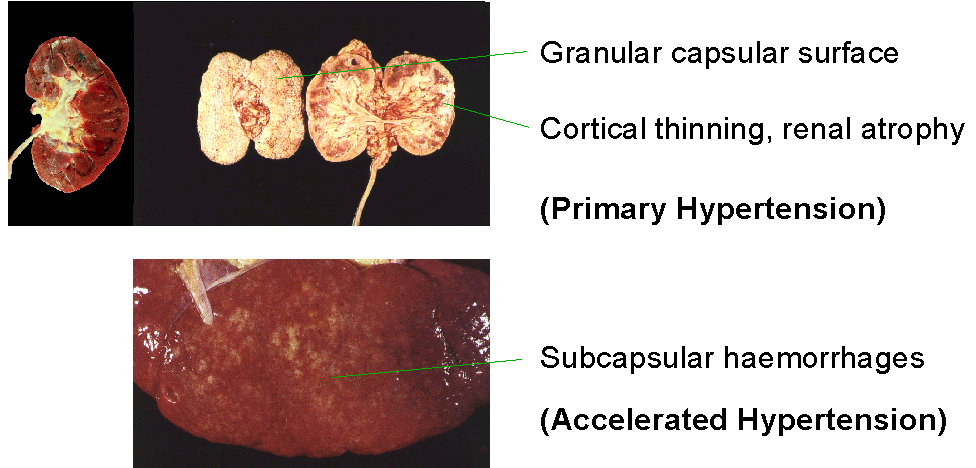 Granular capsular surface
Cortical thinning, renal atrophy
(Primary Hypertension)
Subcapsular haemorrhages
(Accelerated Hypertension)